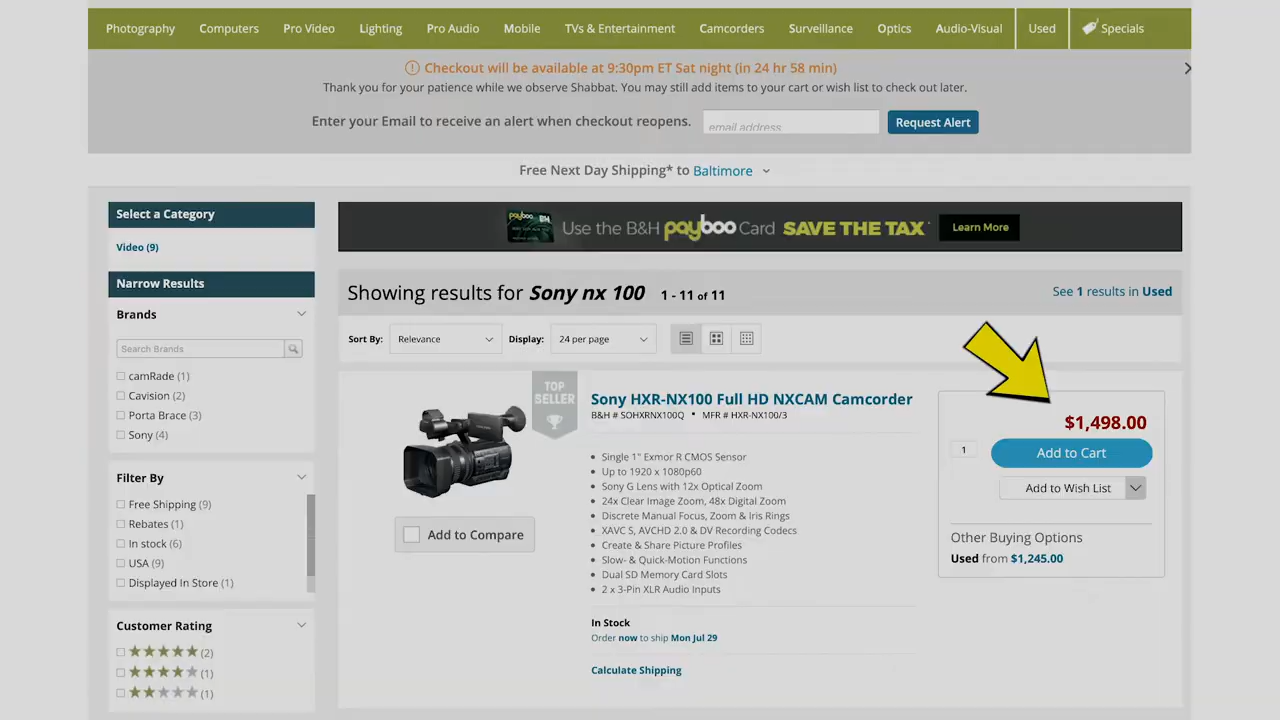 Photography Computers Pro Video Lighting Pro Audio Mobile TVs & Entertainment Camcorders Surveillance Optics Audio-Visual Used Specials
Checkout will be available at 9:30pm ET Sat night (in 24 hr 58 min)
Thank you for your patience while we observe Shabbat. You may still add items to your cart or wish list to check out later.
Enter your Email to receive an alert when checkout reopens. email address Request Alert
Free Next Day Shipping* to Baltimore
Select a Category
Video (9)
Narrow Results
Brands
Search Brands
camRade (1)
Cavision (2)
Porta Brace (3)
Sony (4)
Filter By
Free Shipping (9)
Rebates (1)
In stock (6)
USA (9)
Displayed In Store (1)
Customer Rating
(2)
(1)
(1)
payboo B&H Use the B&H payboo Card SAVE THE TAX Learn More
Showing results for Sony nx 100 1 - 11 of 11
See 1 results in Used
Sort By: Relevance Display: 24 per page
TOP
SELLER
Add to Compare
Sony HXR-NX100 Full HD NXCAM Camcorder
B&H # SOHXRNX100Q • MFR # HXR-NX100/3
Single 1" Exmor R CMOS Sensor
Up to 1920 x 1080p60
Sony G Lens with 12x Optical Zoom
24x Clear Image Zoom, 48x Digital Zoom
Discrete Manual Focus, Zoom & Iris Rings
XAVC S, AVCHD 2.0 & DV Recording Codecs
Create & Share Picture Profiles
Slow- & Quick-Motion Functions
Dual SD Memory Card Slots
2 x 3-Pin XLR Audio Inputs
In Stock
Order now to ship Mon Jul 29
Calculate Shipping
$1,498.00
1 Add to Cart
Add to Wish List
Other Buying Options
Used from $1,245.00